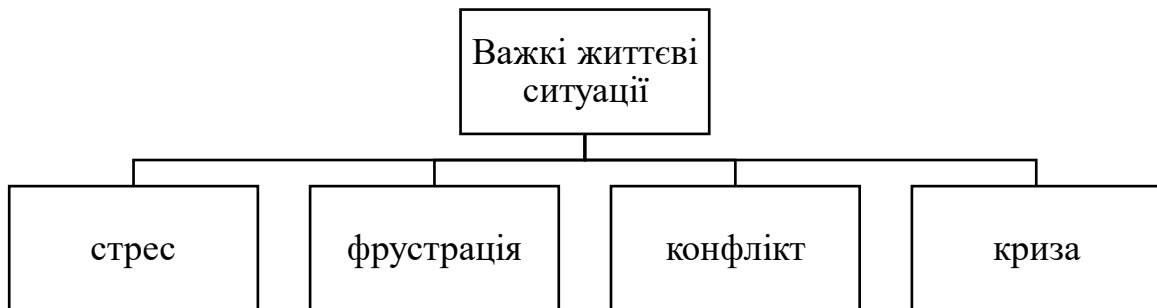 Важкі життєві
ситуації
стрес
фрустрація
конфлікт
криза